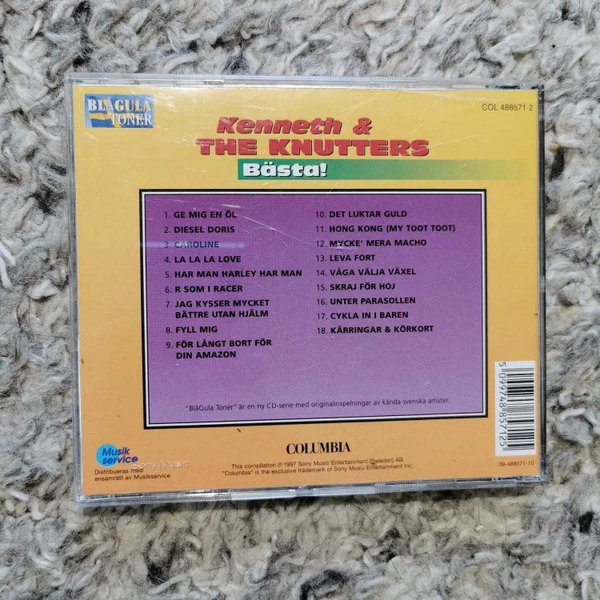 BLÅGULA
TONER
COL 488571 2
Kenneth &
THE KNUTTERS
Bästa!
1. GE MIG EN ÖL
2. DIESEL DORIS
3. CAROLINE
4. LA LA LA LOVE
5. HAR MAN HARLEY HAR MAN
6. R SOM I RACER
7. JAG KYSSER MYCKET
BÄTTRE UTAN HJÄLM
8. FYLL MIG
9. FÖR LÅNGT BORT FÖR
DIN AMAZON
10. DET LUKTAR GULD
11. HONG KONG (MY TOOT TOOT)
12. MYCKE' MERA MACHO
13. LEVA FORT
14. VÅGA VÄLJA VÄXEL
15. SKRAJ FÖR HOJ
16. UNTER PARASOLLEN
17. CYKLA IN I BAREN
18. KÄRRINGAR & KÖRKORT
"BlåGula Toner" är en ny CD-serie med originalinspelningar av kända svenska artister.
5 099748 857125
09-488571-10
Musik
service
Distribueras med
ensamrätt av Musikservice
COLUMBIA
This compilation ℗ 1997 Sony Music Entertainment (Sweden) AB.
"Columbia" is the exclusive trademark of Sony Music Entertainment Inc.